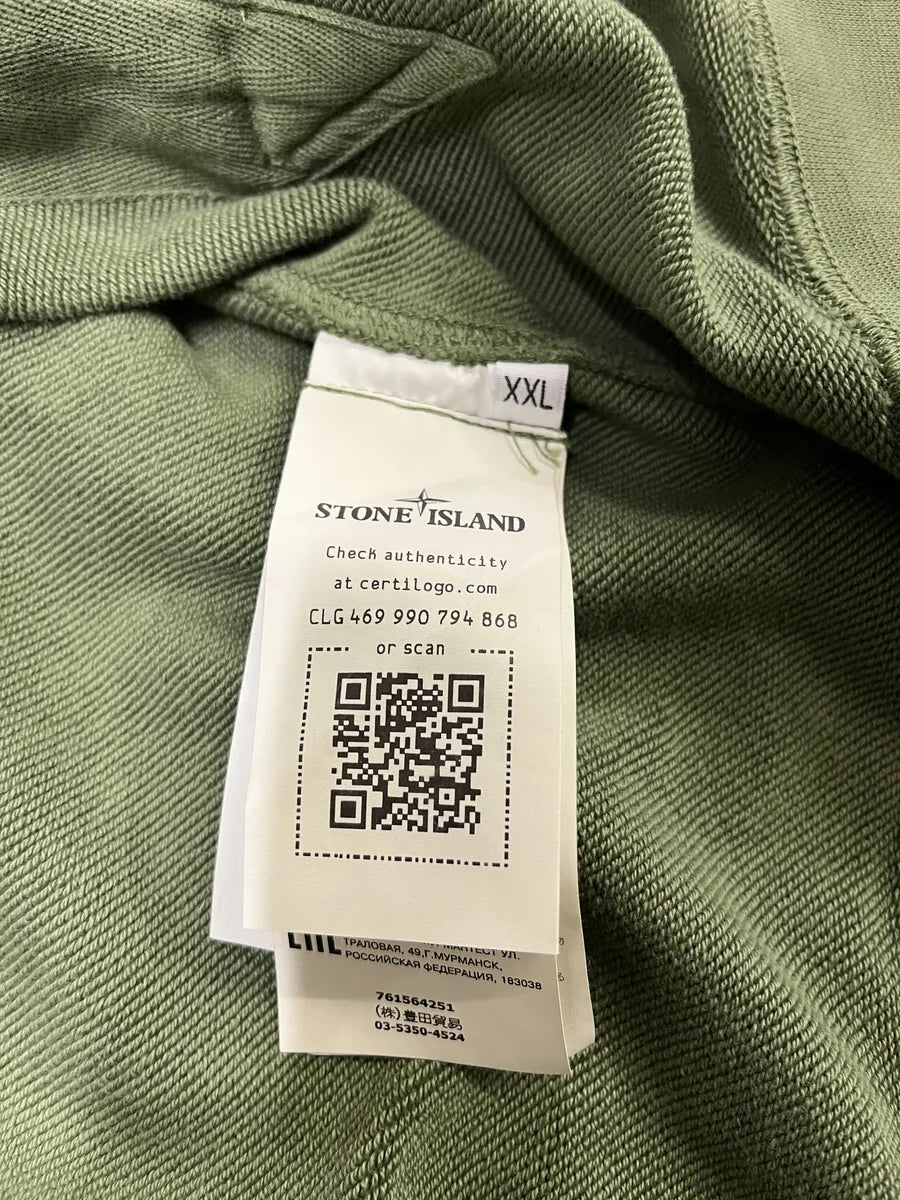 XXL
STONE ISLAND
Check authenticity
at certilogo.com
CLG 469 990 794 868
or scan
УЛ.
ТРАЛОВАЯ, 49,Г.МУРМАНСК,
РОССИЙСКАЯ ФЕДЕРАЦИЯ, 183038
761564251
(株)豊田貿易
03-5350-4524